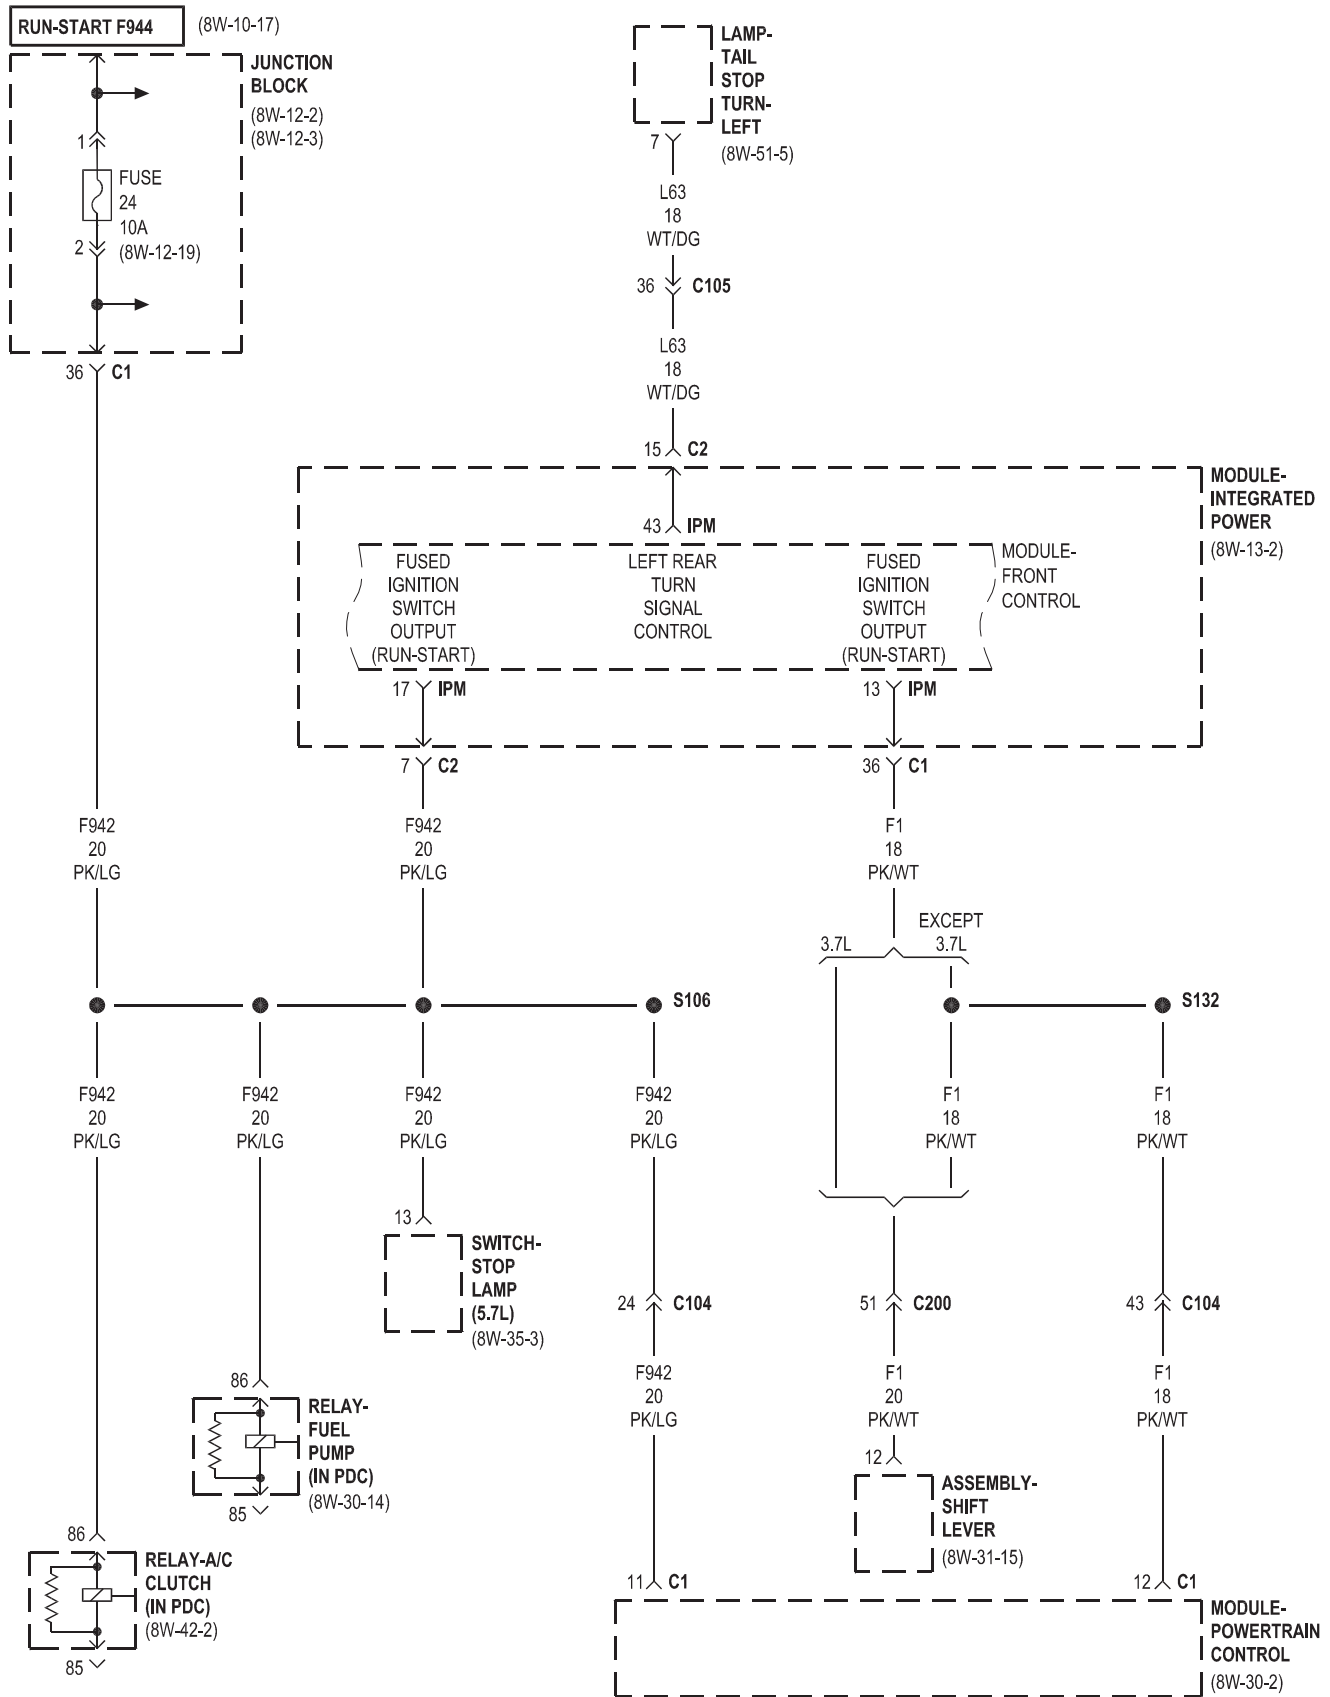 RUN-START F944 (8W-10-17)
JUNCTION
BLOCK
(8W-12-2)
(8W-12-3)
1
FUSE
24
10A
(8W-12-19)
2
36 C1
LAMP-
TAIL
STOP
TURN-
LEFT
(8W-51-5)
7
L63
18
WT/DG
36 C105
L63
18
WT/DG
15 C2
MODULE-
INTEGRATED
POWER
(8W-13-2)
43 IPM
FUSED
IGNITION
SWITCH
OUTPUT
(RUN-START)
LEFT REAR
TURN
SIGNAL
CONTROL
FUSED
IGNITION
SWITCH
OUTPUT
(RUN-START)
MODULE-
FRONT
CONTROL
17 IPM
13 IPM
7 C2
36 C1
F942
20
PK/LG
F942
20
PK/LG
F1
18
PK/WT
EXCEPT
3.7L 3.7L
S106
S132
F942
20
PK/LG
F942
20
PK/LG
F942
20
PK/LG
F942
20
PK/LG
F1
18
PK/WT
F1
18
PK/WT
13
SWITCH-
STOP
LAMP
(5.7L)
(8W-35-3)
24 C104
51 C200
43 C104
F942
20
PK/LG
F1
20
PK/WT
F1
18
PK/WT
86
RELAY-
FUEL
PUMP
(IN PDC)
(8W-30-14)
85
12
ASSEMBLY-
SHIFT
LEVER
(8W-31-15)
86
RELAY-A/C
CLUTCH
(IN PDC)
(8W-42-2)
85
11 C1
12 C1
MODULE-
POWERTRAIN
CONTROL
(8W-30-2)